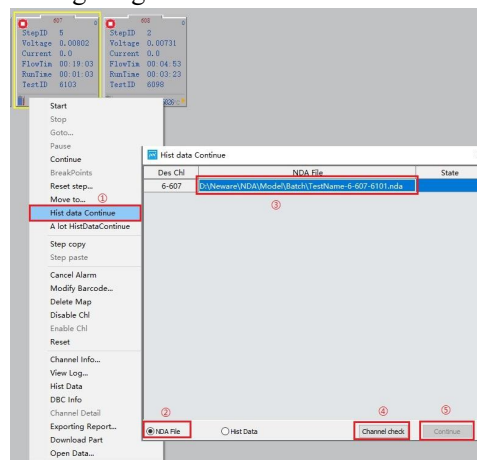 607 0
StepID 5
Voltage 0.00802
Current 0.0
FlowTim 00:19:03
RunTime 00:01:03
TestID 6103
608 0
StepID 2
Voltage 0.00731
Current 0.0
FlowTim 00:04:53
RunTime 00:03:23
TestID 6098
Start
Stop
Goto...
Pause
Continue
BreakPoints
Reset step...
Move to... ①
Hist data Continue
A lot HistDataContinue
Step copy
Step paste
Cancel Alarm
Modify Barcode...
Delete Map
Disable Chl
Enable Chl
Reset
Channel Info...
View Log...
Hist Data
DBC Info
Channel Detail
Exporting Report...
Download Part
Open Data...
Hist data Continue
Des Chl NDA File State
6-607 D:\Neware\NDA\Model\Batch\TestName-6-607-6101.nda
③
② ④ ⑤
NDA File Hist Data Channel check Continue